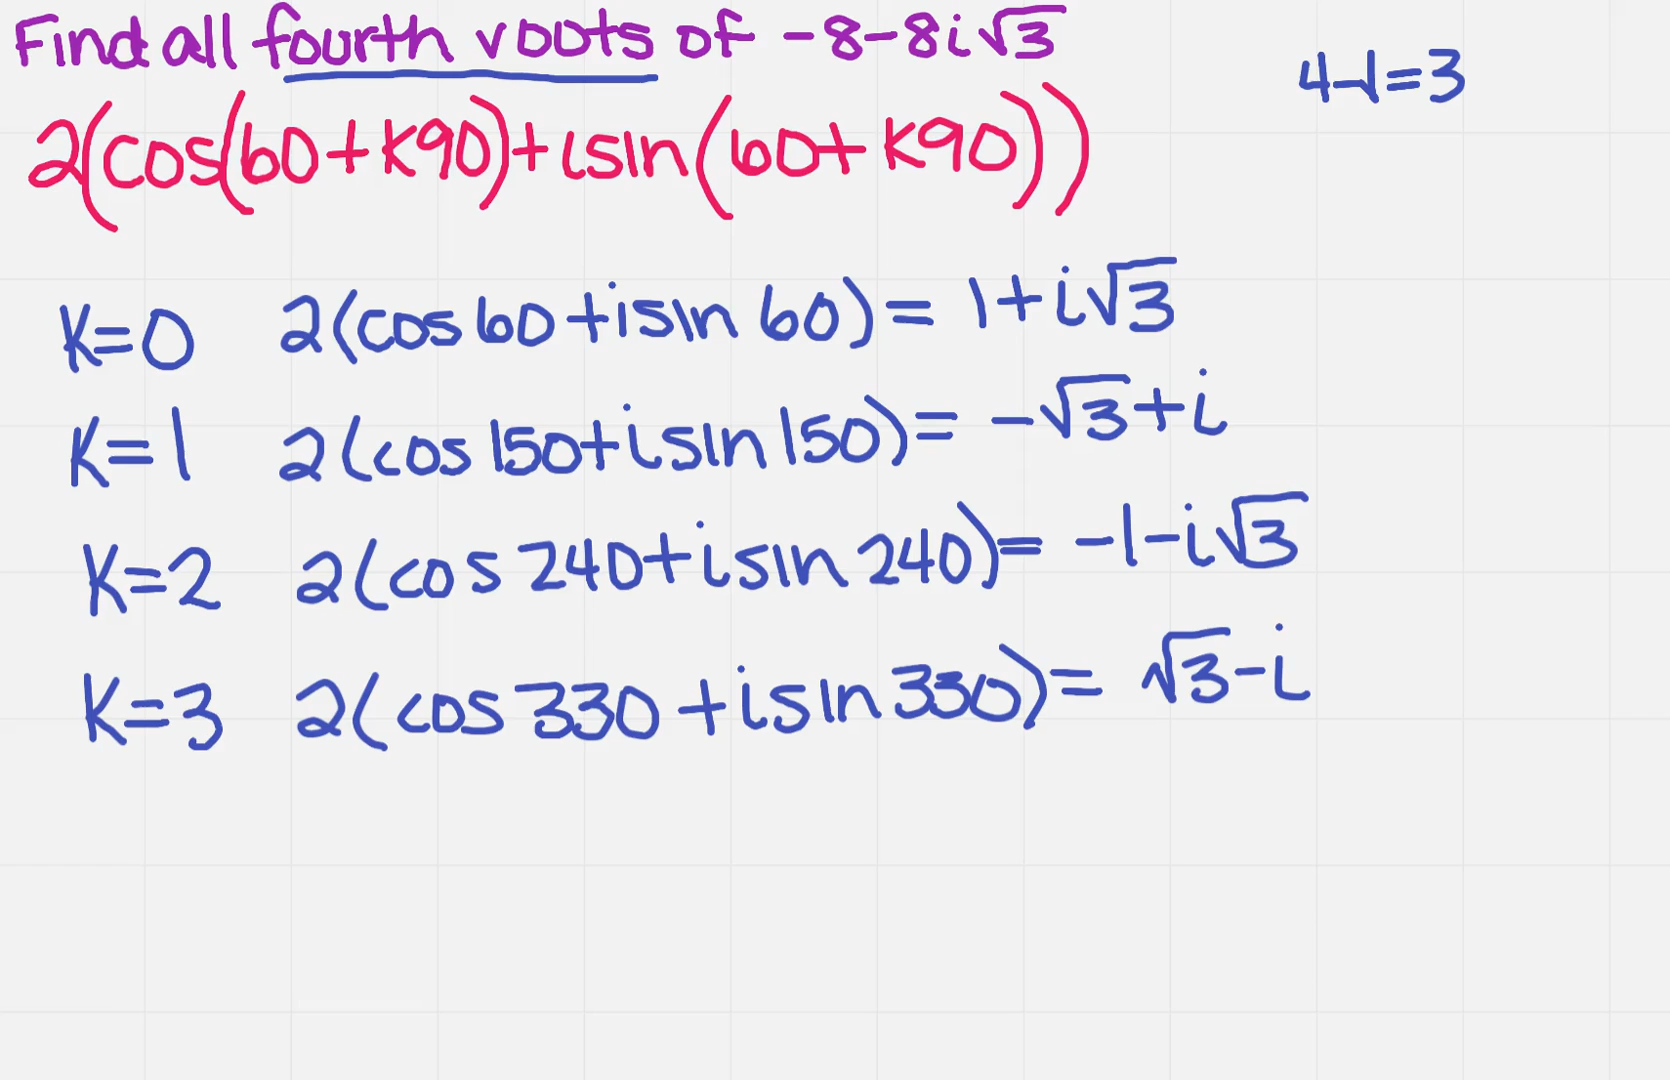 Find all fourth roots of -8-8i√3
4-1=3
2(cos(60+K90)+isin(60+K90))
K=0 2(cos60+isin60)= 1+i√3
K=1 2(cos150+isin150)= -√3+i
K=2 2(cos240+isin240)= -1-i√3
K=3 2(cos330+isin330)= √3-i